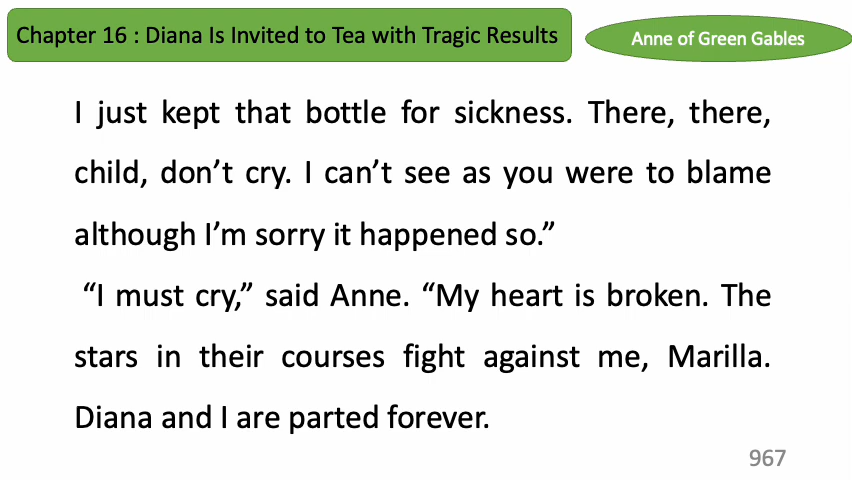 Chapter 16 : Diana Is Invited to Tea with Tragic Results
Anne of Green Gables
I just kept that bottle for sickness. There, there,
child, don’t cry. I can’t see as you were to blame
although I’m sorry it happened so.”
“I must cry,” said Anne. “My heart is broken. The
stars in their courses fight against me, Marilla.
Diana and I are parted forever.
967